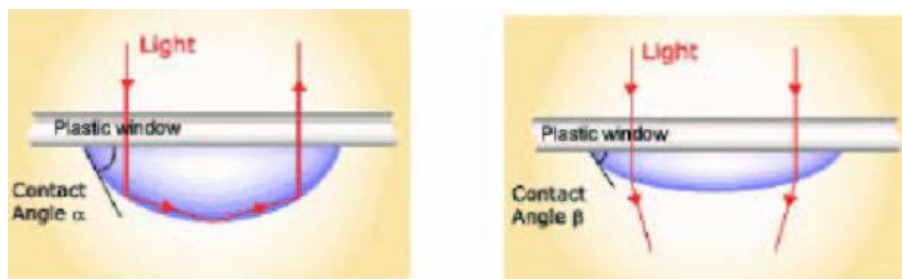 Light
Plastic window
Contact
Angle α
Light
Plastic window
Contact
Angle β